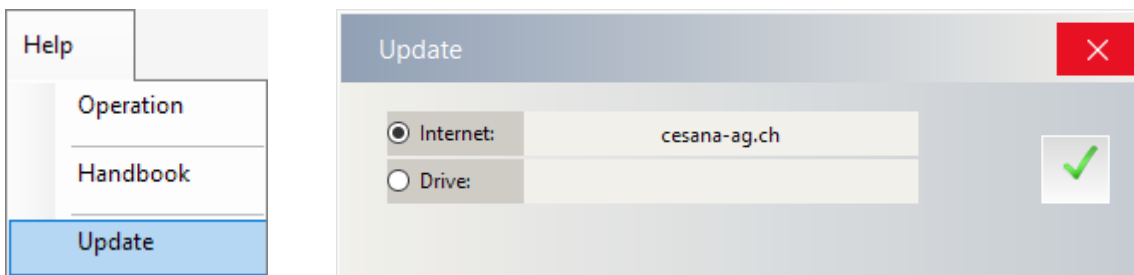 Help
Operation
Handbook
Update
Update
Internet: cesana-ag.ch
Drive: